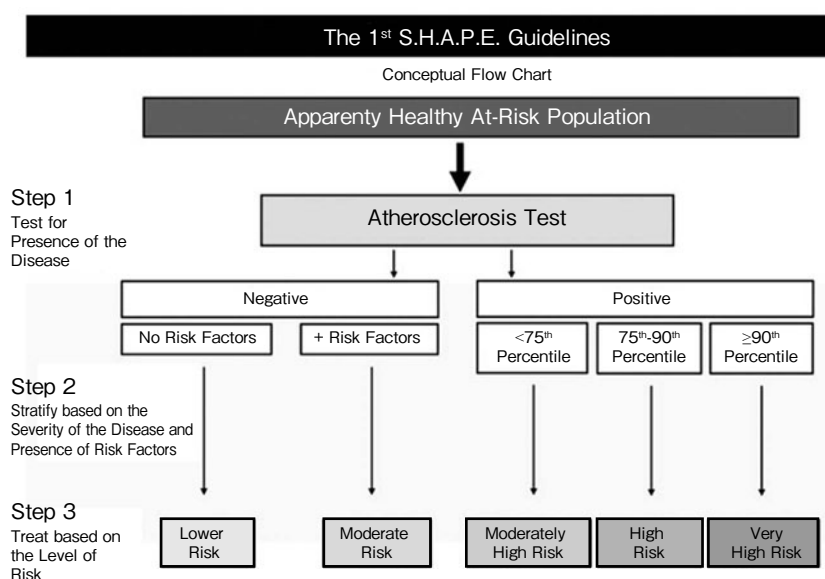 The 1st S.H.A.P.E. Guidelines
Conceptual Flow Chart
Apparenty Healthy At-Risk Population
Step 1
Test for
Presence of the
Disease
Atherosclerosis Test
Negative
Positive
No Risk Factors
+ Risk Factors
<75th
Percentile
75th-90th
Percentile
≥90th
Percentile
Step 2
Stratify based on the
Severity of the Disease and
Presence of Risk Factors
Step 3
Treat based on
the Level of
Risk
Lower
Risk
Moderate
Risk
Moderately
High Risk
High
Risk
Very
High Risk